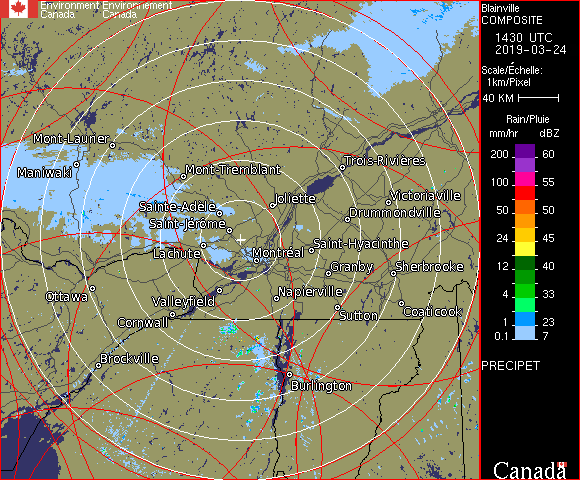 Environment Environnement
Canada Canada
Blainville
COMPOSITE
1430 UTC
2019-03-24
Scale/Échelle:
1km/Pixel
40 KM
Rain/Pluie
mm/hr dBZ
200 60
100 55
50 50
24 45
12 40
4 33
1 23
0.1 7
PRECIPET
Canada
Mont-Laurier
Maniwaki
Mont-Tremblant
Trois-Rivières
Sainte-Adèle
Joliette
Victoriaville
Drummondville
Saint-Jérôme
Lachute
Montréal
Saint-Hyacinthe
Granby
Sherbrooke
Ottawa
Valleyfield
Napierville
Cornwall
Sutton
Coaticook
Brockville
Burlington